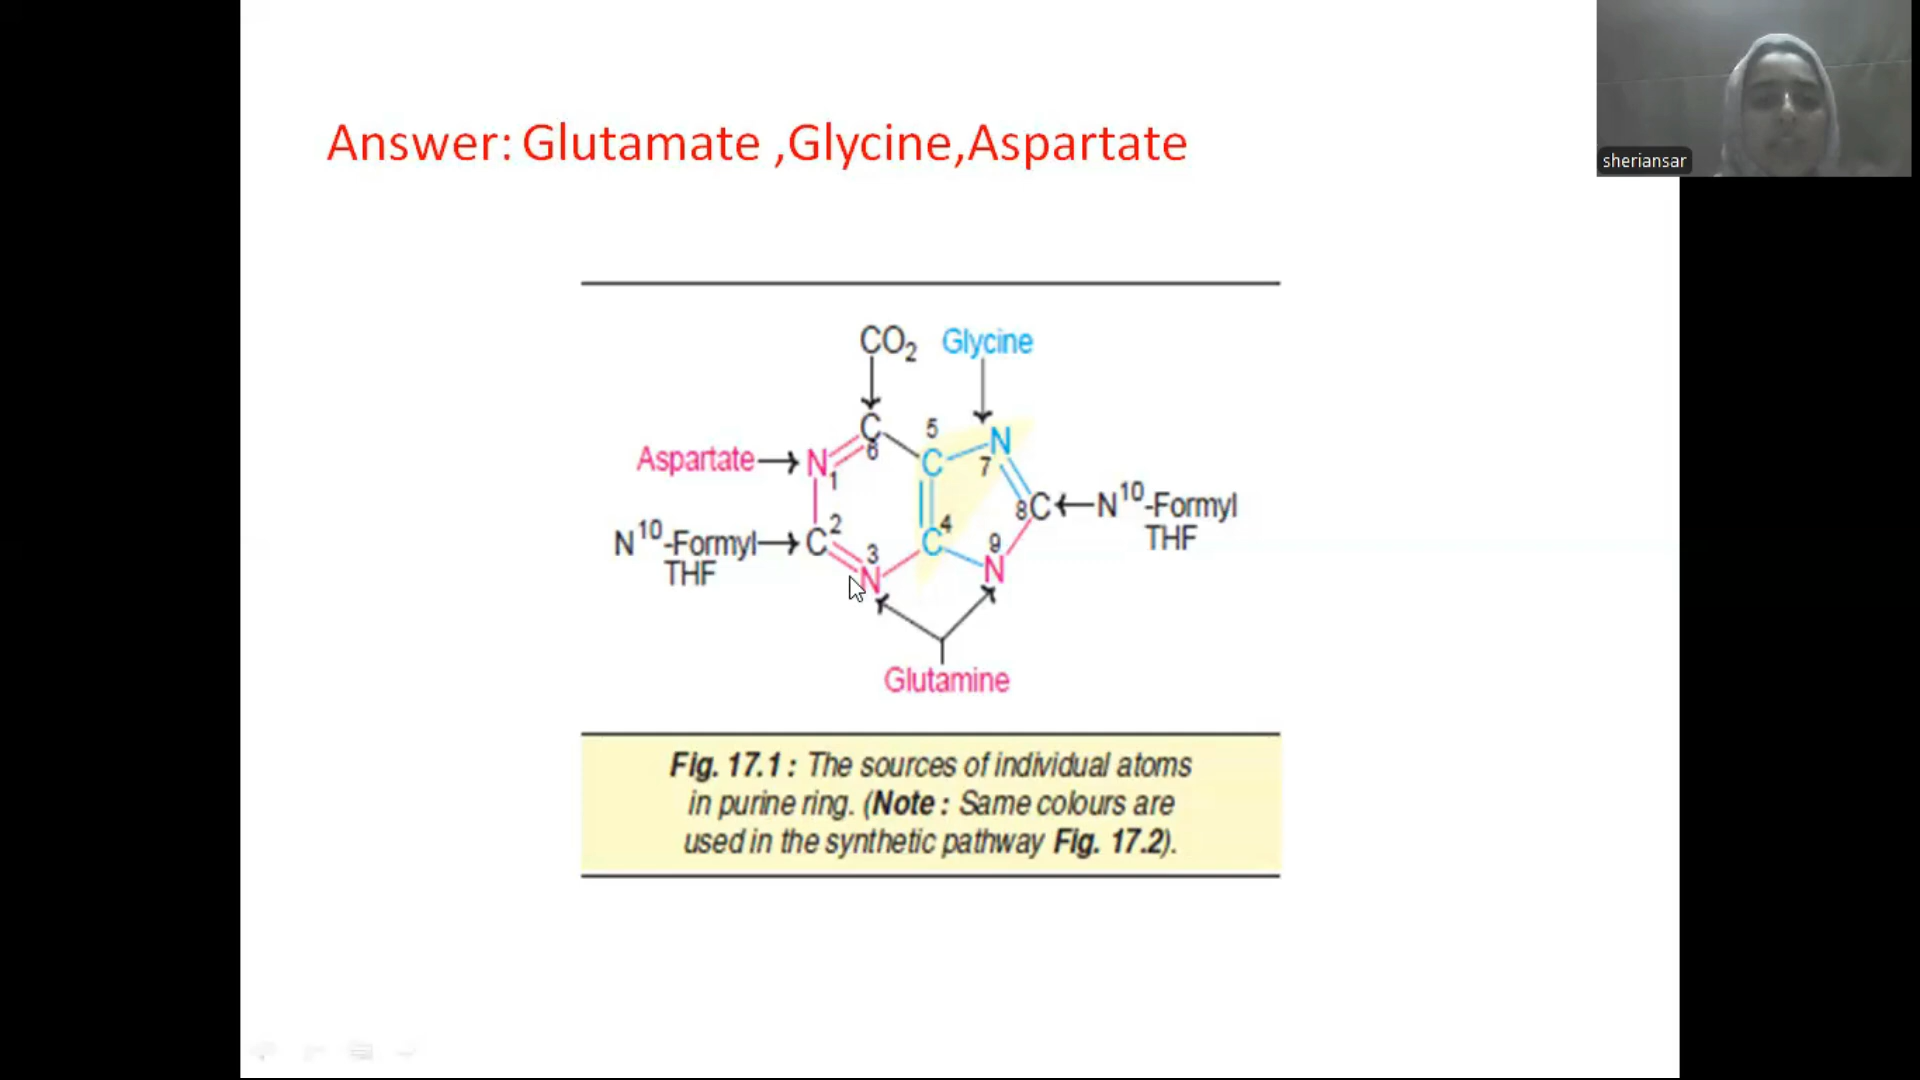 Answer: Glutamate ,Glycine,Aspartate
sheriansar
CO2 Glycine
Aspartate N 1 C 6 5 C N 7
N10-Formyl THF C 2 3 N 4 C 9 N 8 C N10-Formyl THF
Glutamine
Fig. 17.1 : The sources of individual atoms
in purine ring. (Note : Same colours are
used in the synthetic pathway Fig. 17.2).